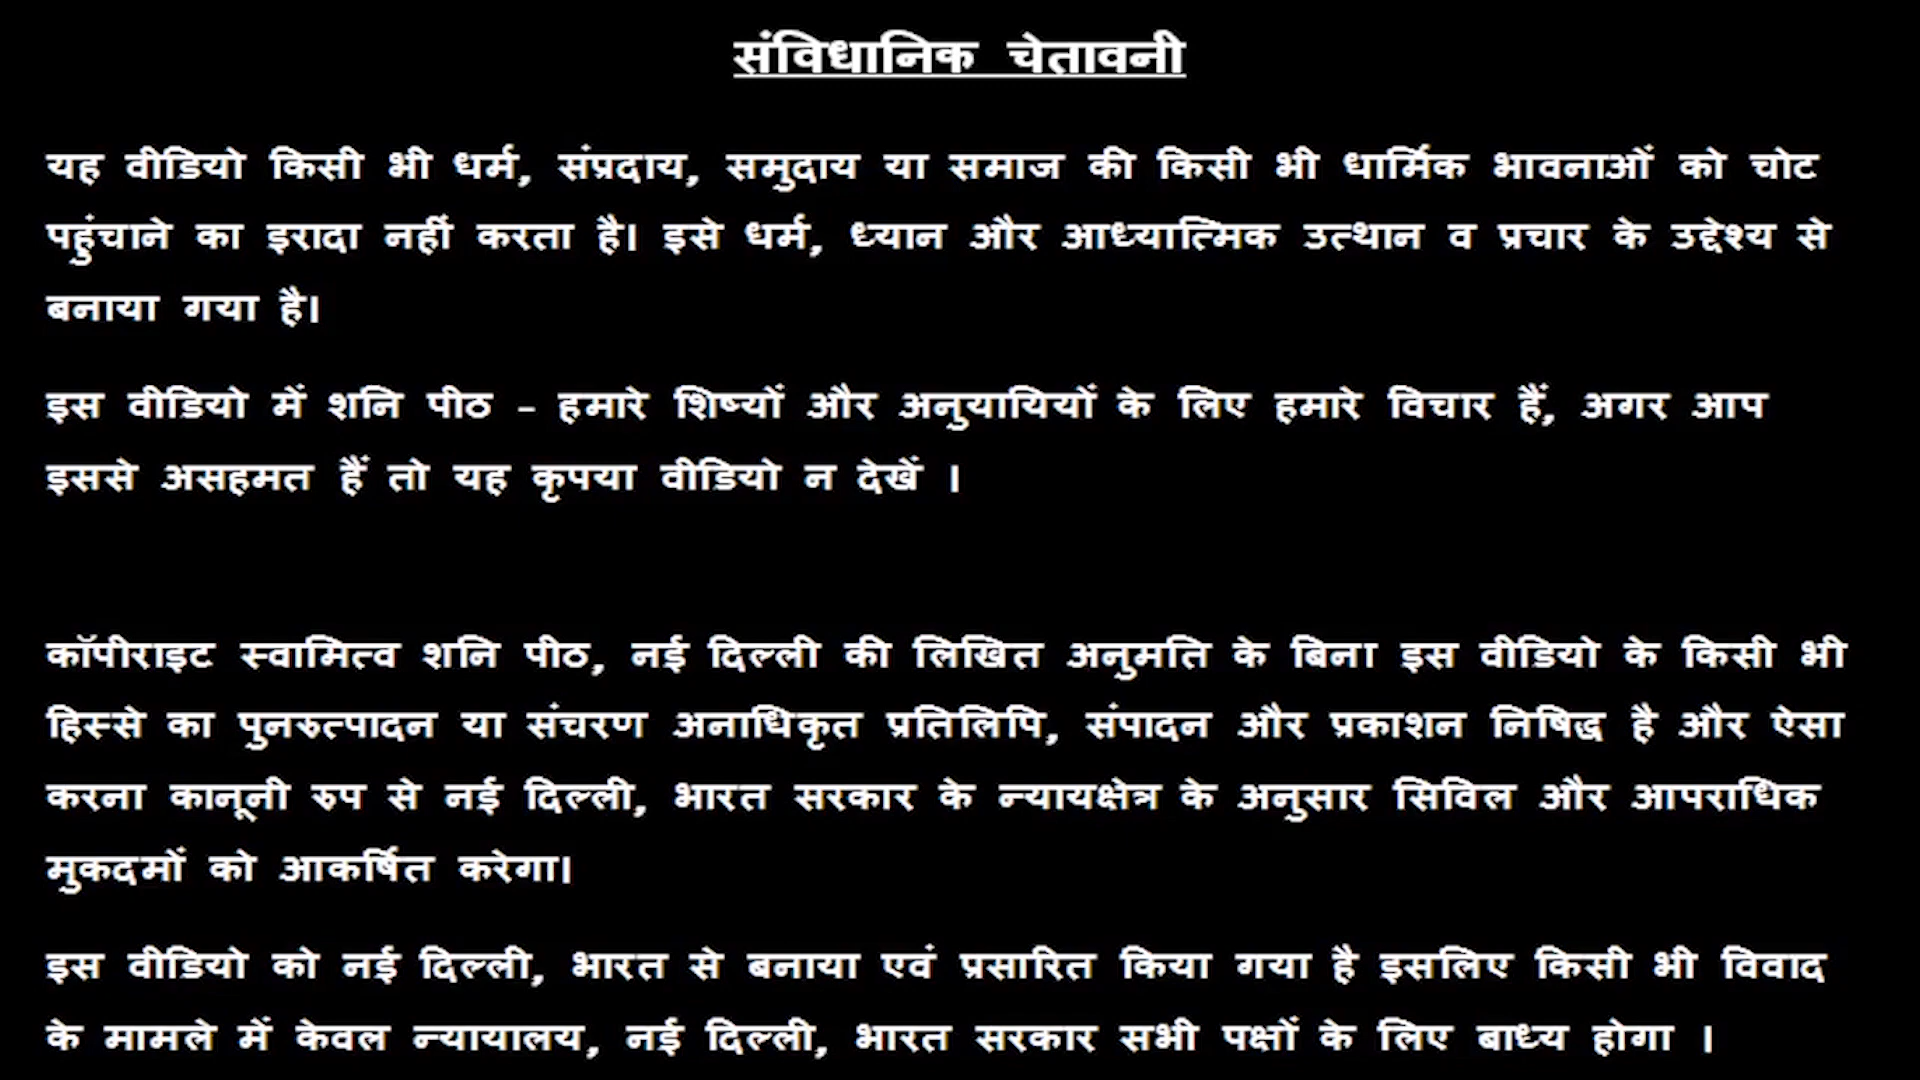 संविधानिक चेतावनी
यह वीडियो किसी भी धर्म, संप्रदाय, समुदाय या समाज की किसी भी धार्मिक भावनाओं को चोट
पहुंचाने का इरादा नहीं करता है। इसे धर्म, ध्यान और आध्यात्मिक उत्थान व प्रचार के उद्देश्य से
बनाया गया है।
इस वीडियो में शनि पीठ – हमारे शिष्यों और अनुयायियों के लिए हमारे विचार हैं, अगर आप
इससे असहमत हैं तो यह कृपया वीडियो न देखें ।
कॉपीराइट स्वामित्व शनि पीठ, नई दिल्ली की लिखित अनुमति के बिना इस वीडियो के किसी भी
हिस्से का पुनरुत्पादन या संचरण अनाधिकृत प्रतिलिपि, संपादन और प्रकाशन निषिद्ध है और ऐसा
करना कानूनी रुप से नई दिल्ली, भारत सरकार के न्यायक्षेत्र के अनुसार सिविल और आपराधिक
मुकदमों को आकर्षित करेगा।
इस वीडियो को नई दिल्ली, भारत से बनाया एवं प्रसारित किया गया है इसलिए किसी भी विवाद
के मामले में केवल न्यायालय, नई दिल्ली, भारत सरकार सभी पक्षों के लिए बाध्य होगा ।